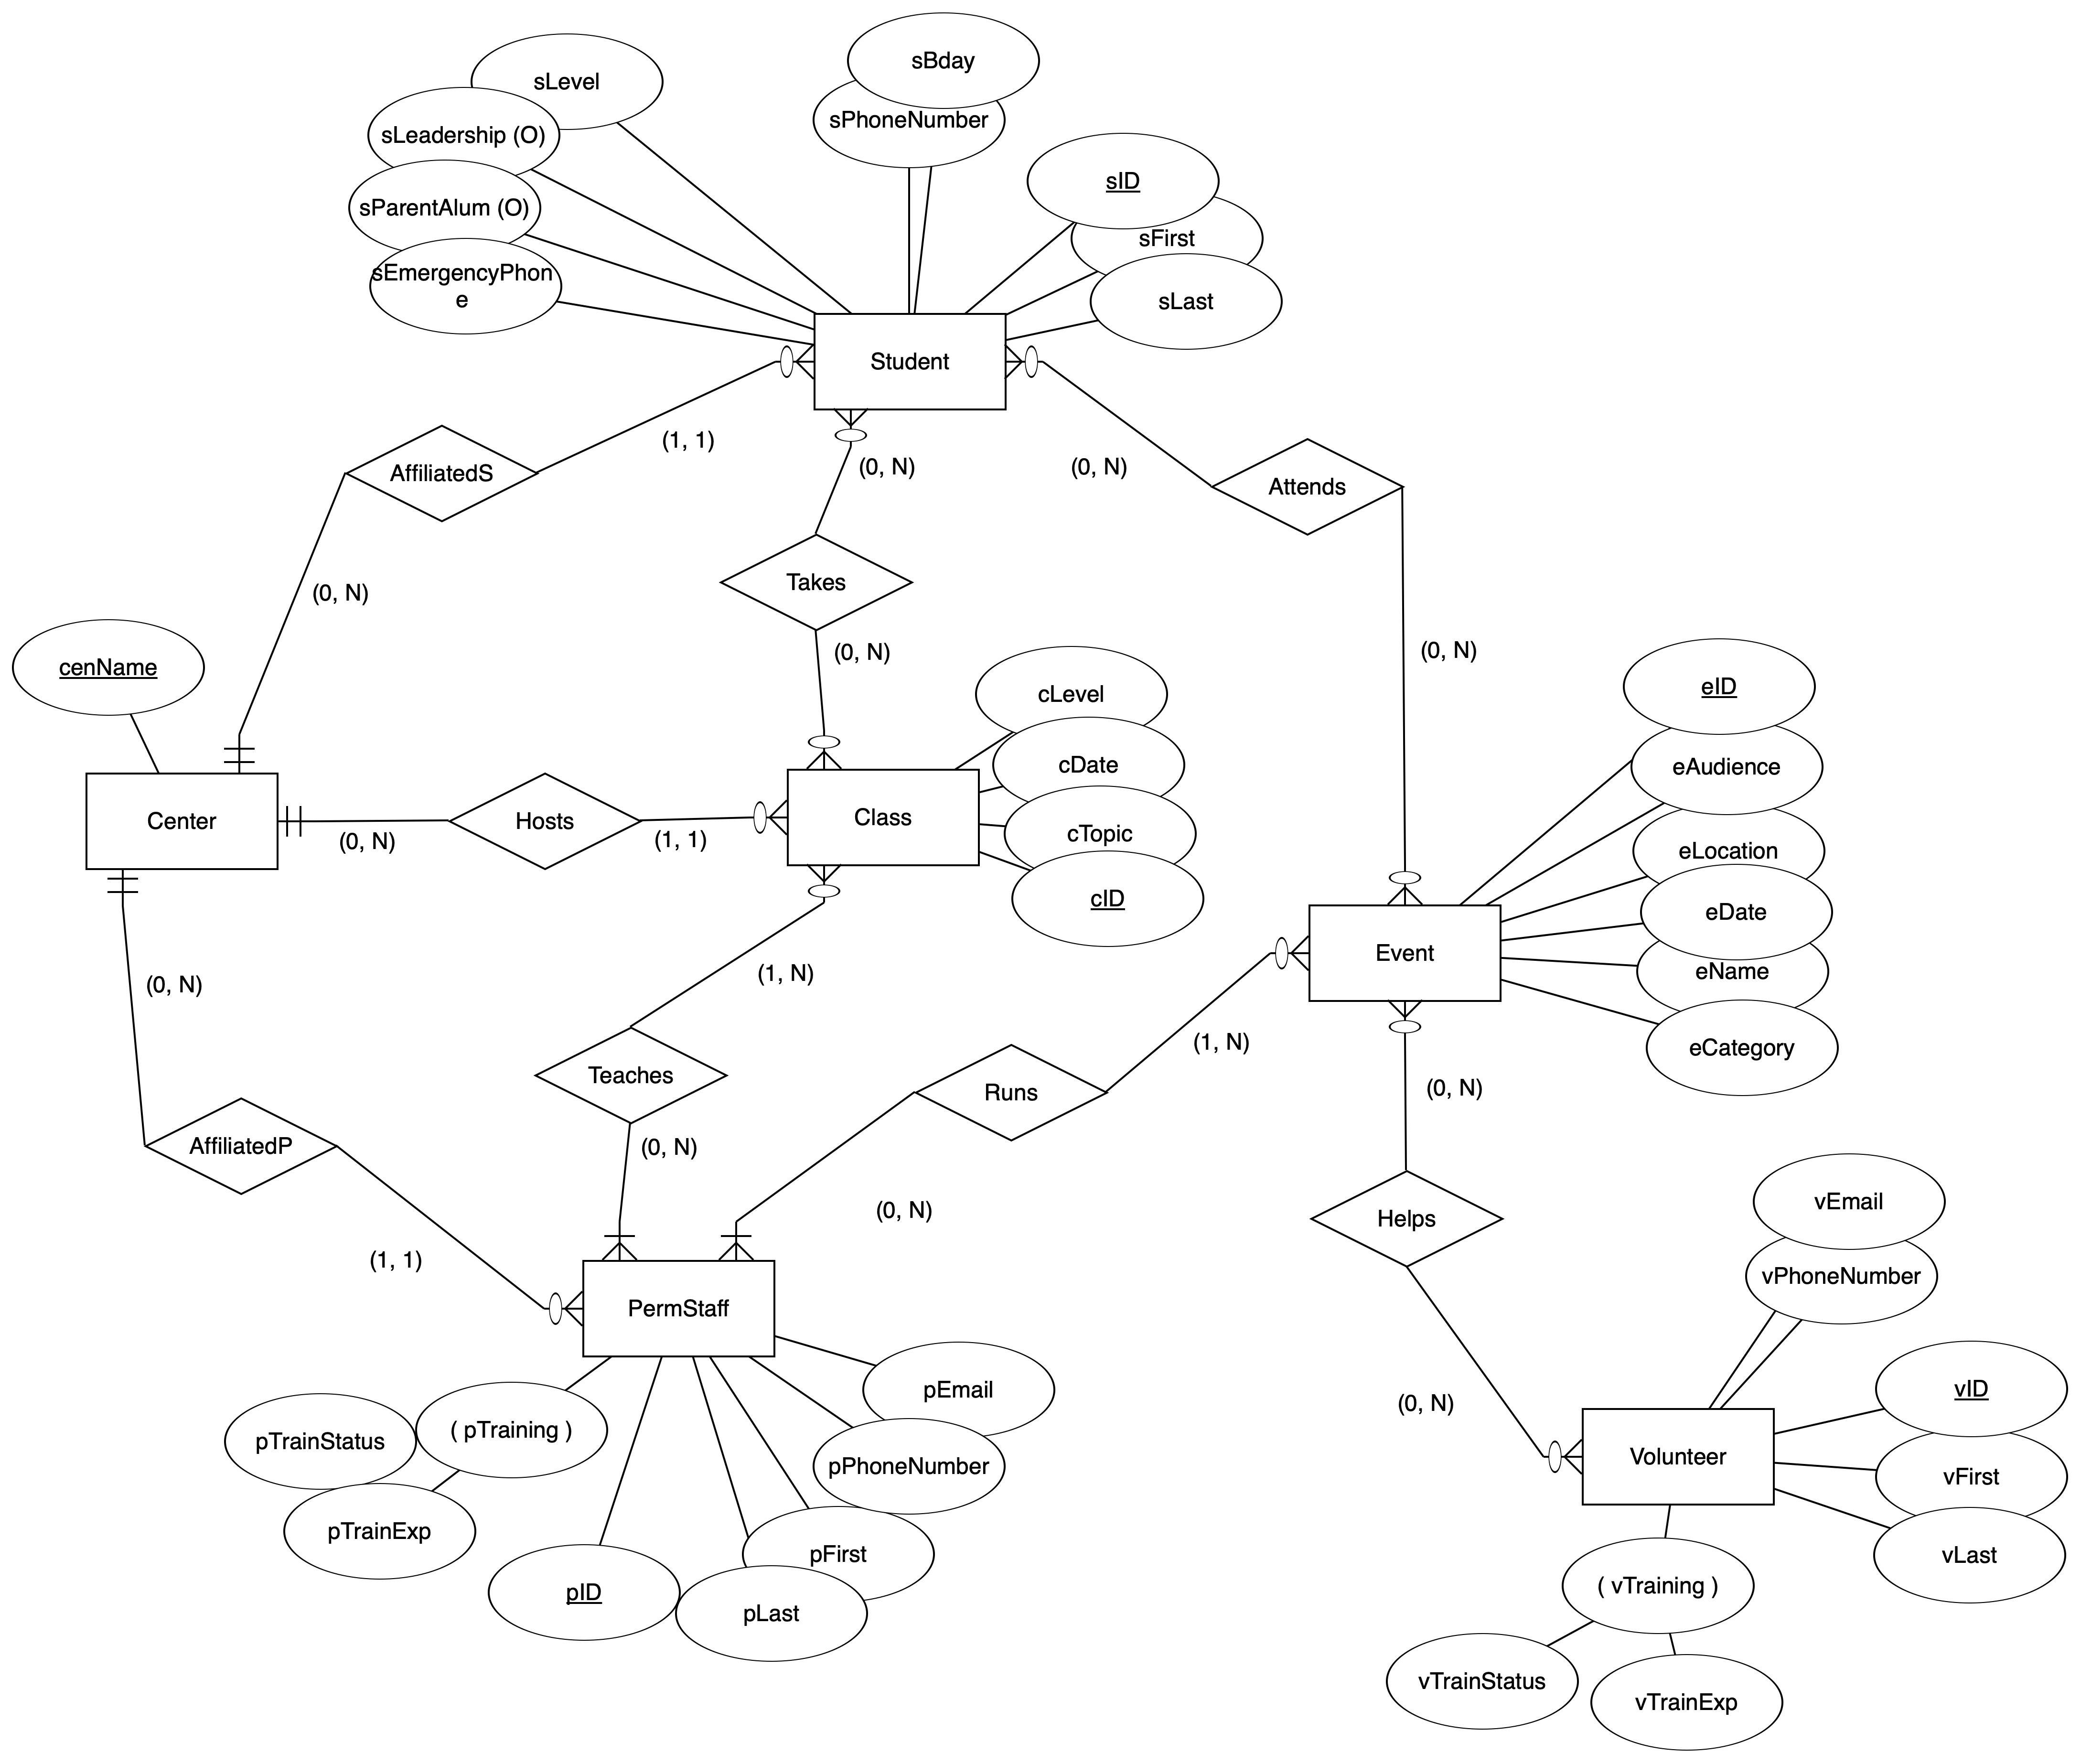 sBday
sLevel
sPhoneNumber
sLeadership (O)
sID
sParentAlum (O)
sFirst
sEmergencyPhon
e
sLast
Student
(1, 1)
(0, N)
(0, N)
AffiliatedS
Attends
Takes
(0, N)
(0, N)
(0, N)
cenName
cLevel
eID
cDate
eAudience
Center
Hosts
Class
(0, N)
(1, 1)
cTopic
eLocation
cID
eDate
Event
eName
(1, N)
(0, N)
eCategory
(1, N)
Teaches
Runs
(0, N)
AffiliatedP
(0, N)
(0, N)
Helps
vEmail
(1, 1)
vPhoneNumber
PermStaff
pEmail
vID
(0, N)
( pTraining )
pTrainStatus
Volunteer
pPhoneNumber
vFirst
pTrainExp
pFirst
vLast
pID
( vTraining )
pLast
vTrainStatus
vTrainExp